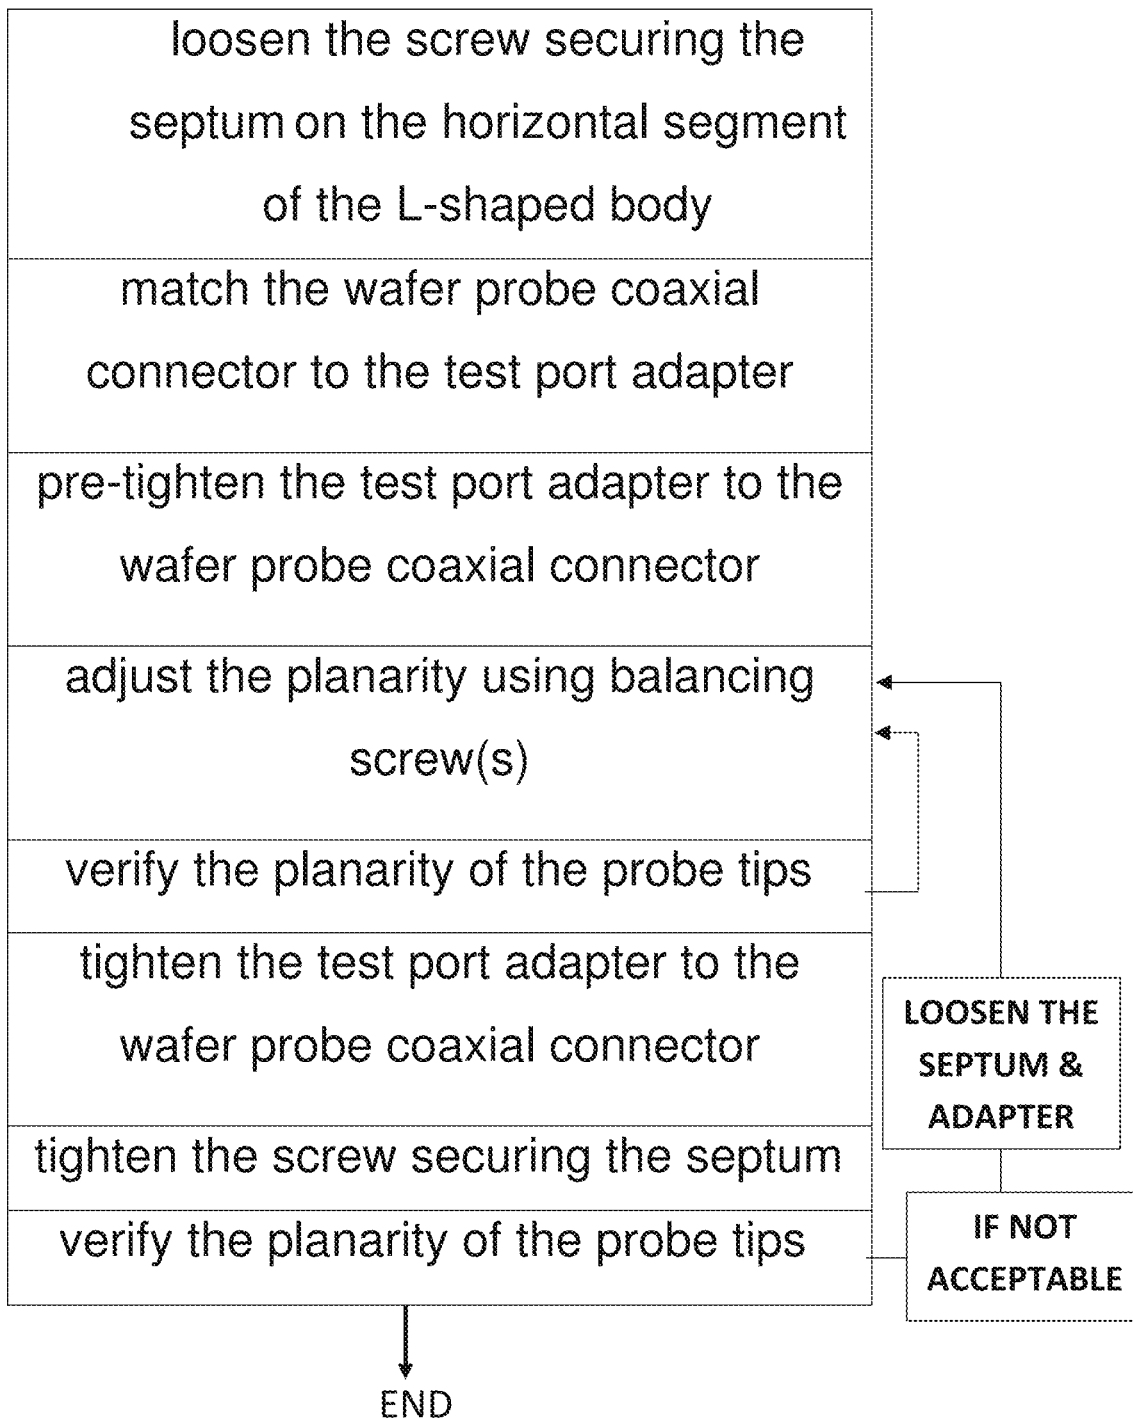 loosen the screw securing the
septum on the horizontal segment
of the L-shaped body
match the wafer probe coaxial
connector to the test port adapter
pre-tighten the test port adapter to the
wafer probe coaxial connector
adjust the planarity using balancing
screw(s)
verify the planarity of the probe tips
tighten the test port adapter to the
wafer probe coaxial connector
tighten the screw securing the septum
verify the planarity of the probe tips
LOOSEN THE
SEPTUM &
ADAPTER
IF NOT
ACCEPTABLE
END